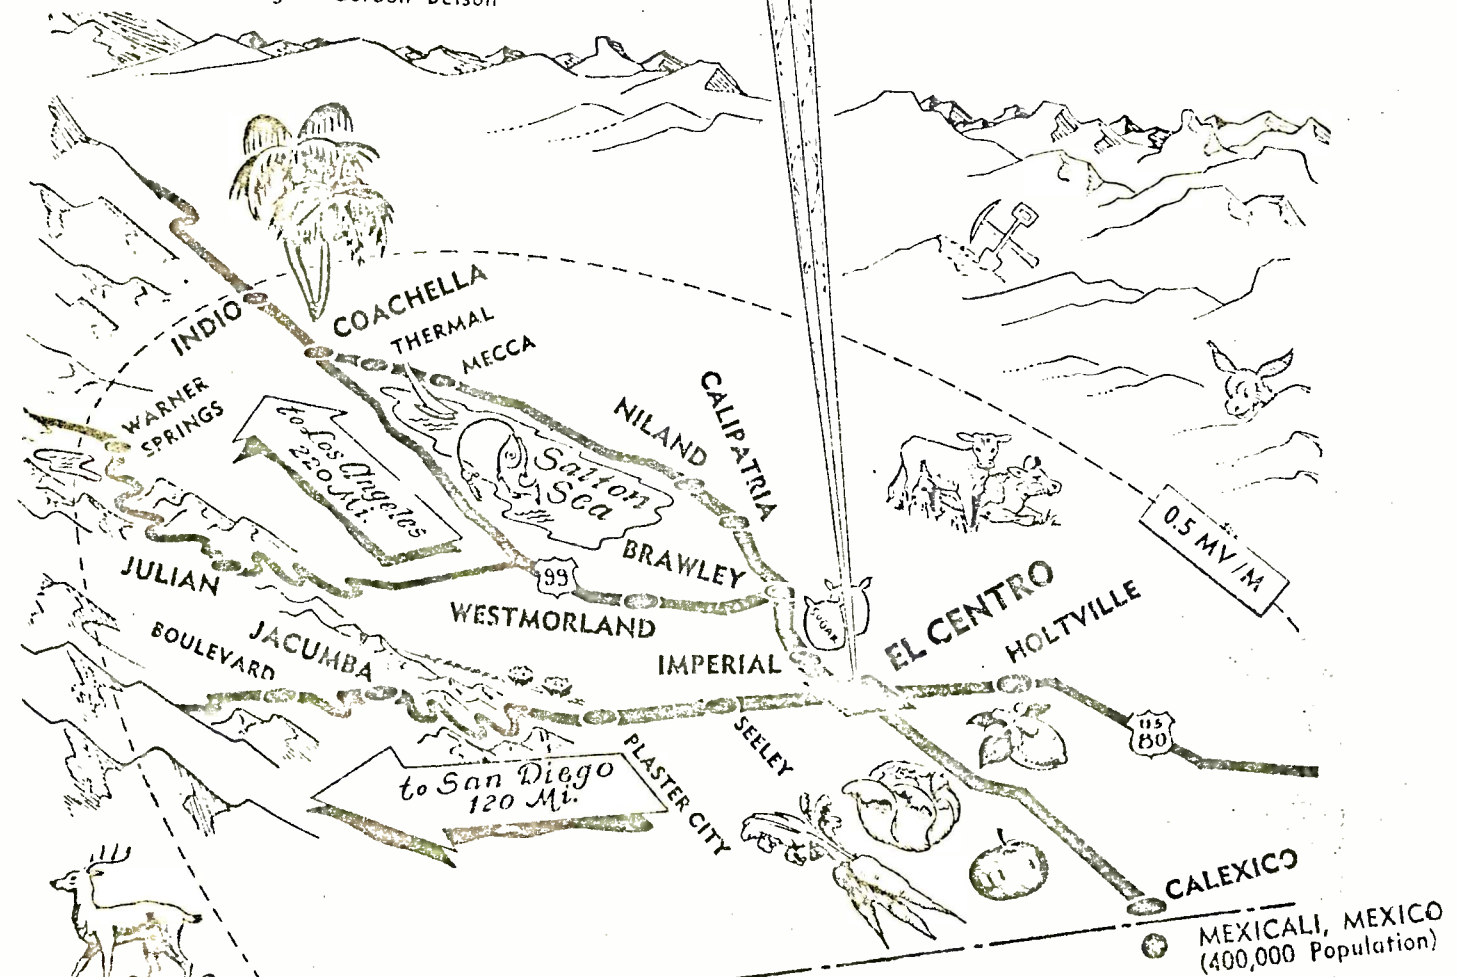 INDIO
COACHELLA
THERMAL
MECCA
WARNER
SPRINGS
to Los Angeles
220 Mi.
NILAND
CALIPATRIA
Salton
Sea
BRAWLEY
0.5 MV/M
JULIAN
99
WESTMORLAND
SUGAR
EL CENTRO
HOLTVILLE
BOULEVARD
JACUMBA
IMPERIAL
US
80
SEELEY
PLASTER CITY
to San Diego
120 Mi.
CALEXICO
MEXICALI, MEXICO
(400,000 Population)